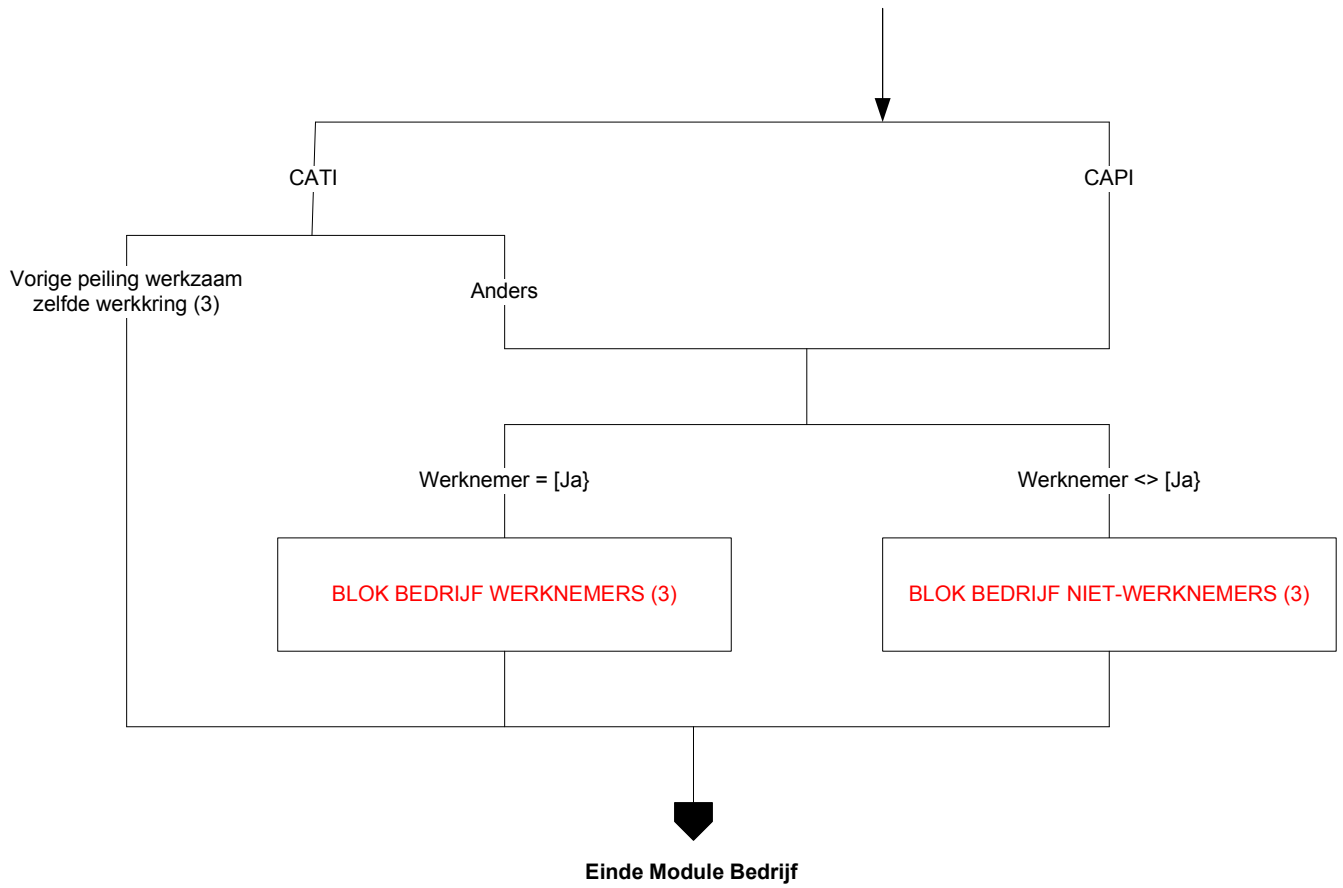 CATI
CAPI
Vorige peiling werkzaam
zelfde werkkring (3)
Anders
Werknemer = [Ja}
Werknemer <> [Ja}
BLOK BEDRIJF WERKNEMERS (3)
BLOK BEDRIJF NIET-WERKNEMERS (3)
Einde Module Bedrijf